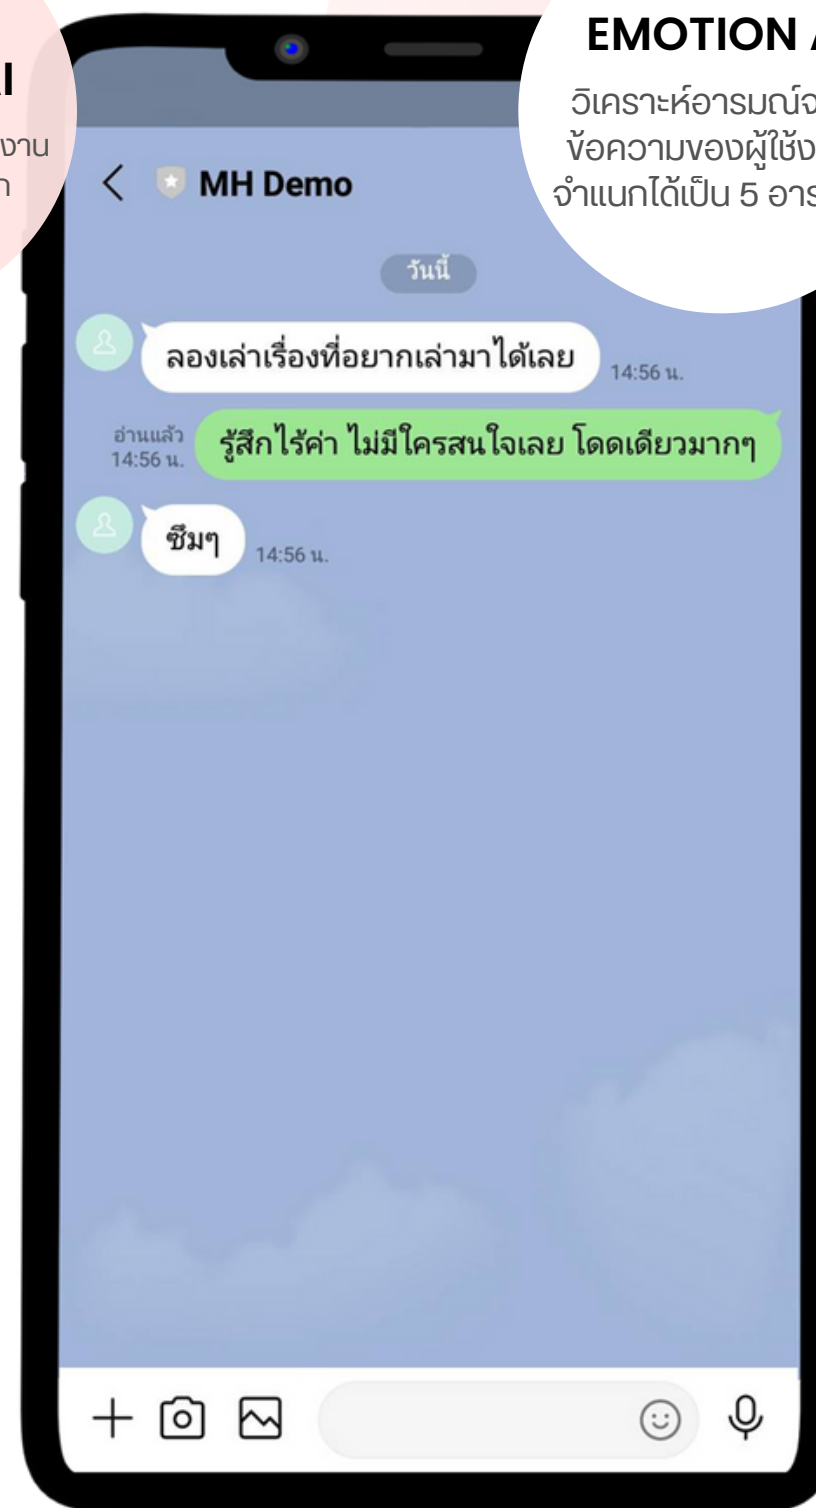 EMOTION
วิเคราะห์อารมณ์
ข้อความของผู้ใช้
จำแนกได้เป็น 5
MH Demo
วันนี้
ลองเล่าเรื่องที่อยากเล่ามาได้เลย
14:56 น.
อ่านแล้ว
14:56 น.
รู้สึกไร้ค่า ไม่มีใครสนใจเลย โดดเดียวมากๆ
ซึมๆ
14:56 น.